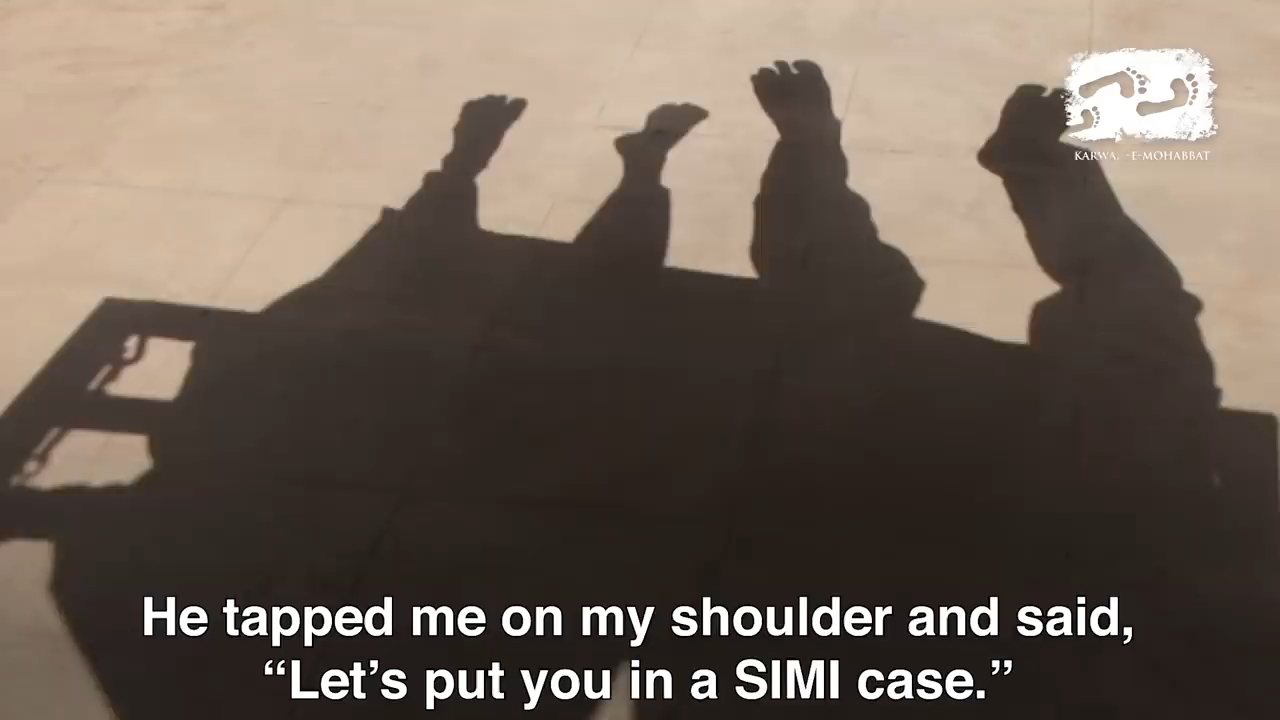 KARWA. -E-MOHABBAT
He tapped me on my shoulder and said,
“Let’s put you in a SIMI case.”